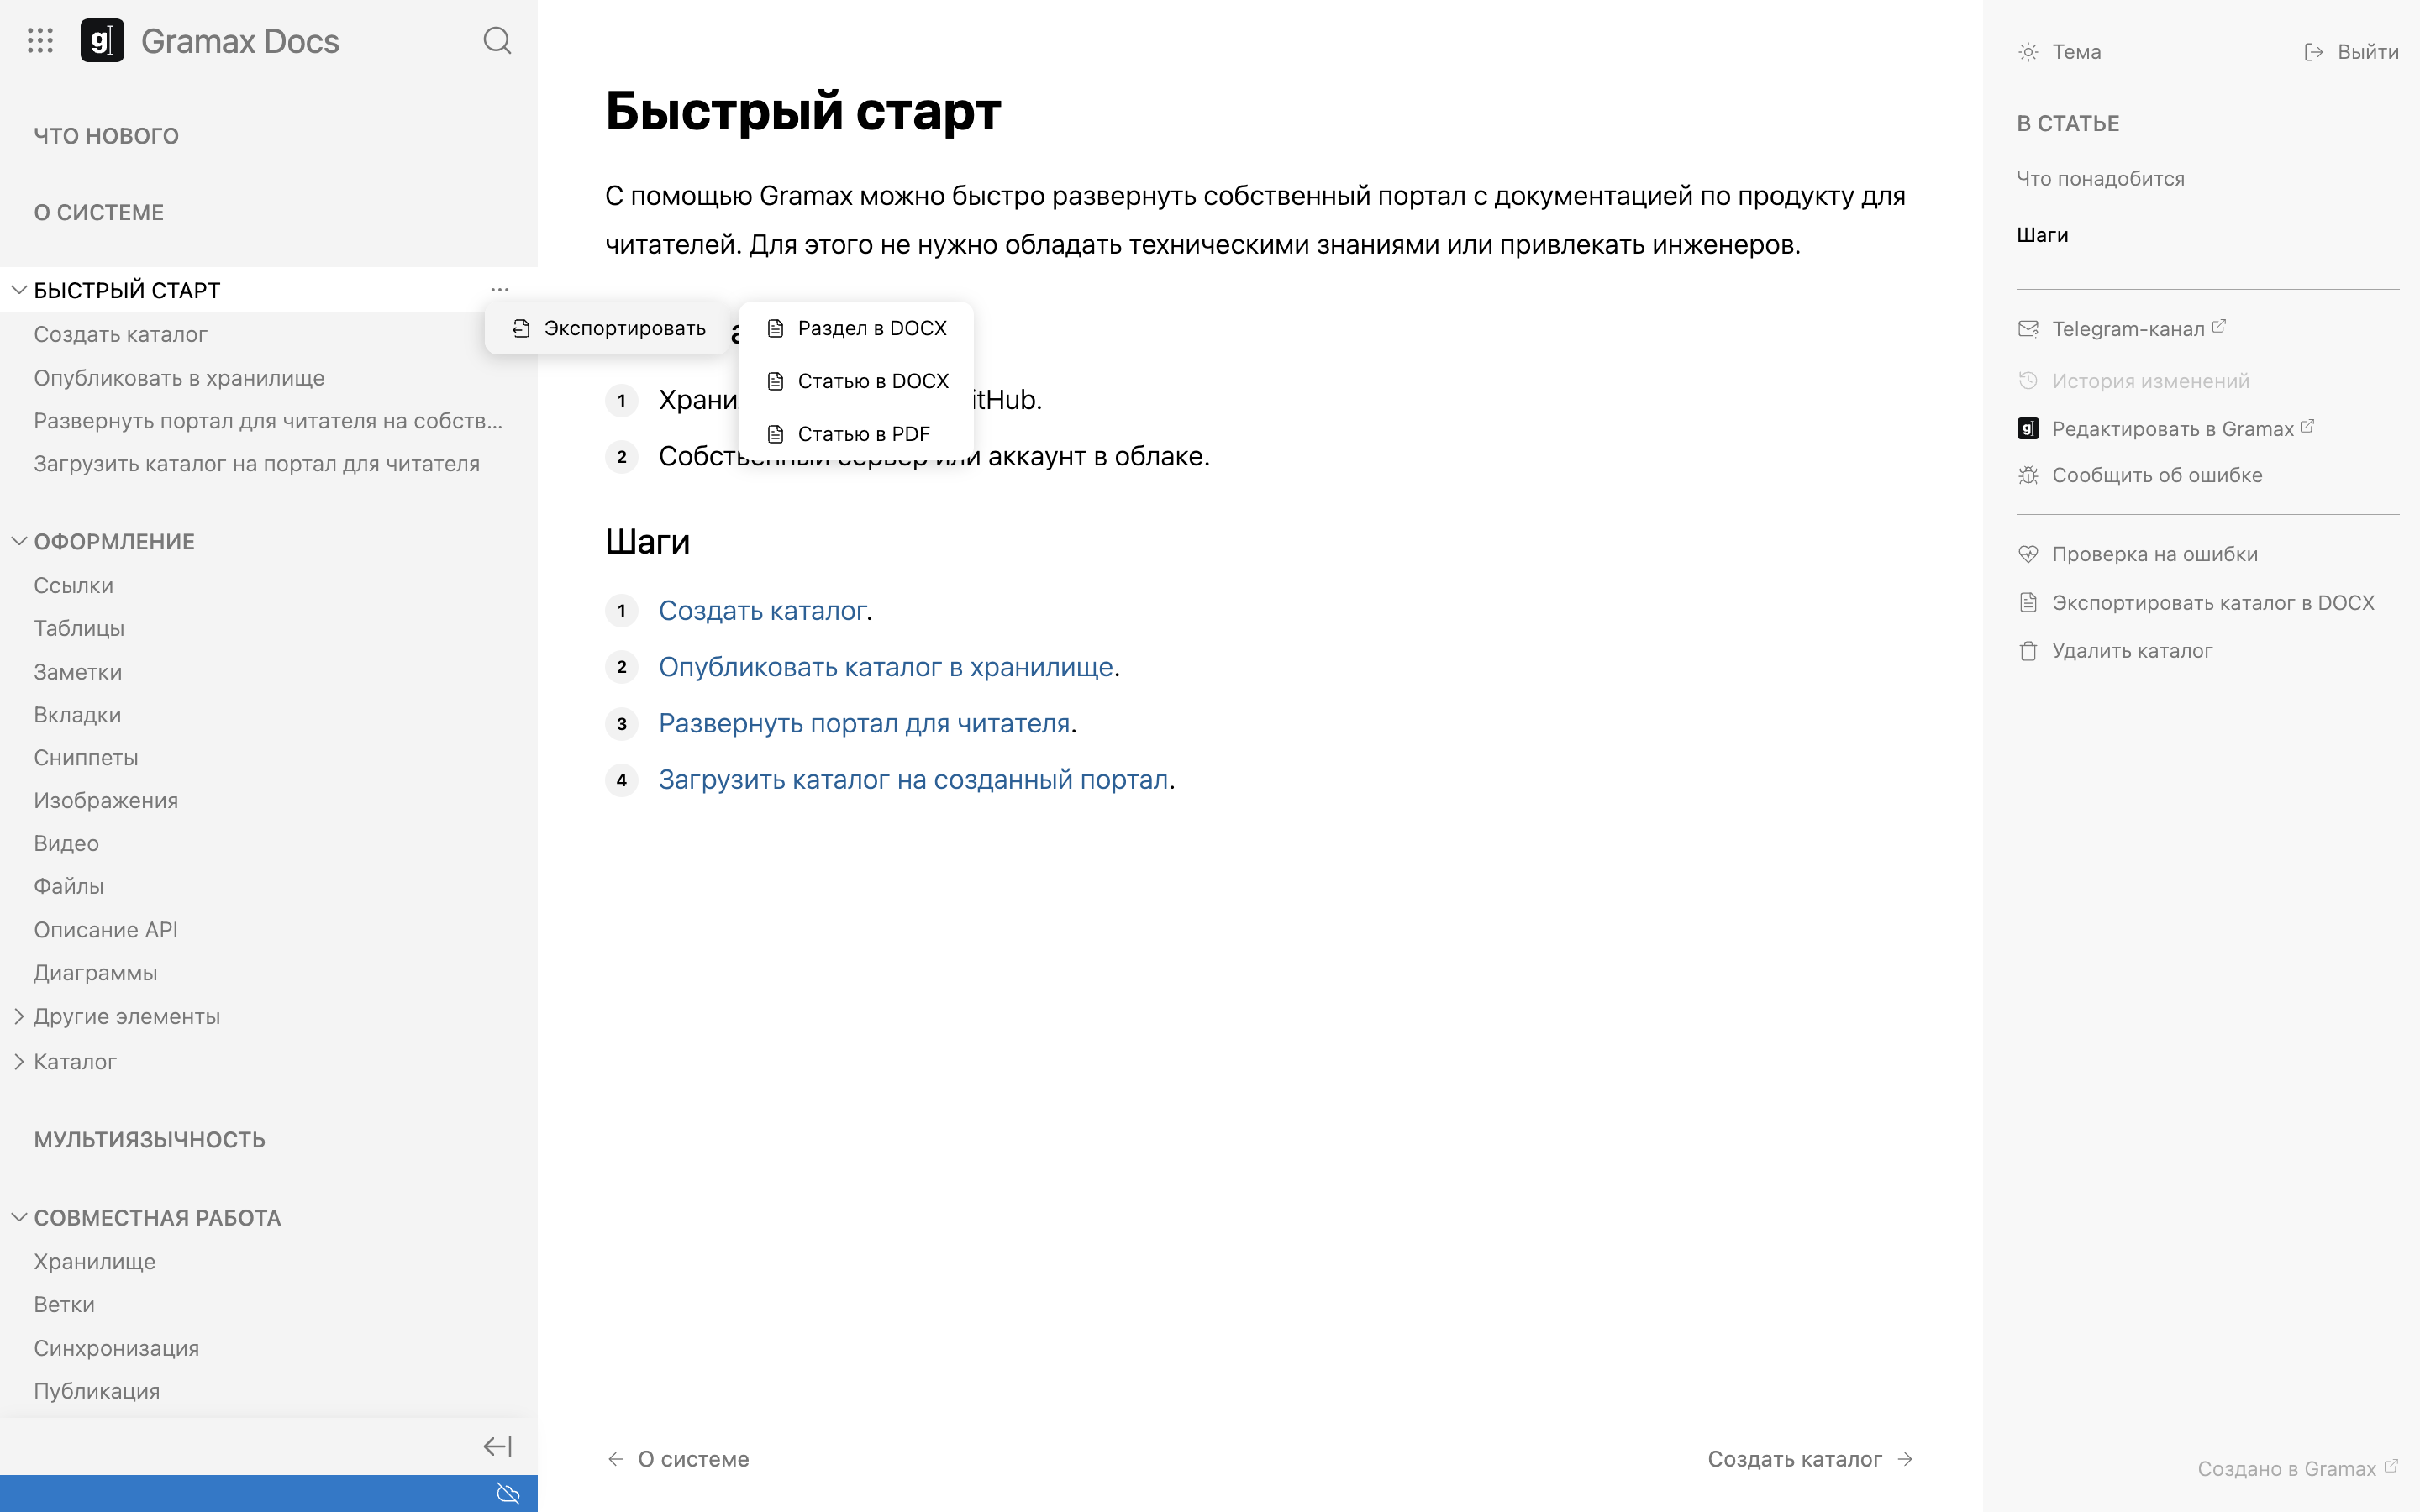 Gramax Docs
ЧТО НОВОГО
О СИСТЕМЕ
БЫСТРЫЙ СТАРТ
Создать каталог
Опубликовать в хранилище
Развернуть портал для читателя на собств...
Загрузить каталог на портал для читателя
ОФОРМЛЕНИЕ
Ссылки
Таблицы
Заметки
Вкладки
Сниппеты
Изображения
Видео
Файлы
Описание API
Диаграммы
Другие элементы
Каталог
МУЛЬТИЯЗЫЧНОСТЬ
СОВМЕСТНАЯ РАБОТА
Хранилище
Ветки
Синхронизация
Публикация
Экспортировать
Раздел в DOCX
Статью в DOCX
Статью в PDF
Быстрый старт
С помощью Gramax можно быстро развернуть собственный портал с документацией по продукту для
читателей. Для этого не нужно обладать техническими знаниями или привлекать инженеров.
1
2 Собственный сервер или аккаунт в облаке.
Шаги
1 Создать каталог.
2 Опубликовать каталог в хранилище.
3 Развернуть портал для читателя.
4 Загрузить каталог на созданный портал.
О системе
Создать каталог
Тема
Выйти
В СТАТЬЕ
Что понадобится
Шаги
Telegram-канал
История изменений
Редактировать в Gramax
Сообщить об ошибке
Проверка на ошибки
Экспортировать каталог в DOCX
Удалить каталог
Создано в Gramax